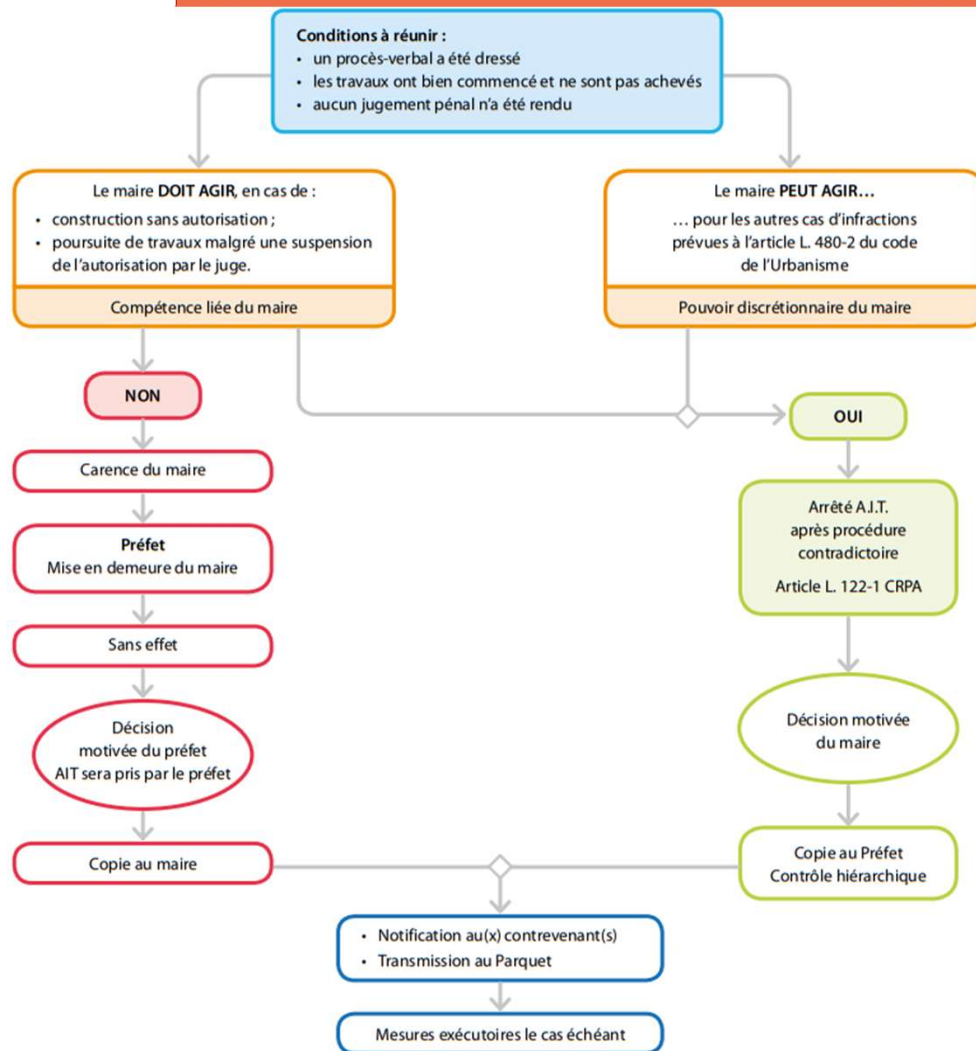 Conditions à réunir :
• un procès-verbal a été dressé
• les travaux ont bien commencé et ne sont pas achevés
• aucun jugement pénal n'a été rendu
Le maire DOIT AGIR, en cas de :
• construction sans autorisation ;
• poursuite de travaux malgré une suspension
de l'autorisation par le juge.
Compétence liée du maire
Le maire PEUT AGIR…
… pour les autres cas d'infractions
prévues à l'article L. 480-2 du code
de l'Urbanisme
Pouvoir discrétionnaire du maire
NON
Carence du maire
Préfet
Mise en demeure du maire
Sans effet
Décision
motivée du préfet
AIT sera pris par le préfet
Copie au maire
OUI
Arrêté A.I.T.
après procédure
contradictoire
Article L. 122-1 CRPA
Décision motivée
du maire
Copie au Préfet
Contrôle hiérarchique
• Notification au(x) contrevenant(s)
• Transmission au Parquet
Mesures exécutoires le cas échéant